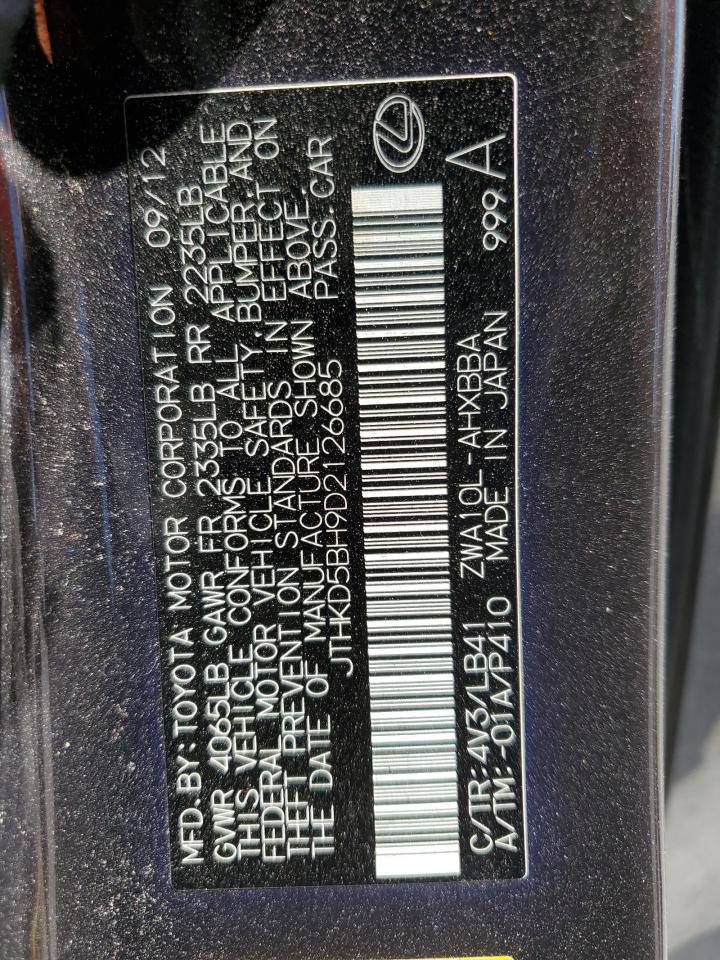 MFD. BY: TOYOTA MOTOR CORPORATION 09/12
GVWR 4065LB GAWR FR 2335LB RR 2235LB
THIS VEHICLE CONFORMS TO ALL APPLICABLE
FEDERAL MOTOR VEHICLE SAFETY, BUMPER, AND
THEFT PREVENTION STANDARDS IN EFFECT ON
THE DATE OF MANUFACTURE SHOWN ABOVE.
JTHKD5BH9D2126685 PASS. CAR
C/TR: 4V3/LB41 ZWA10L-AHXBBA
A/TM: -01A/P410 MADE IN JAPAN 999 A